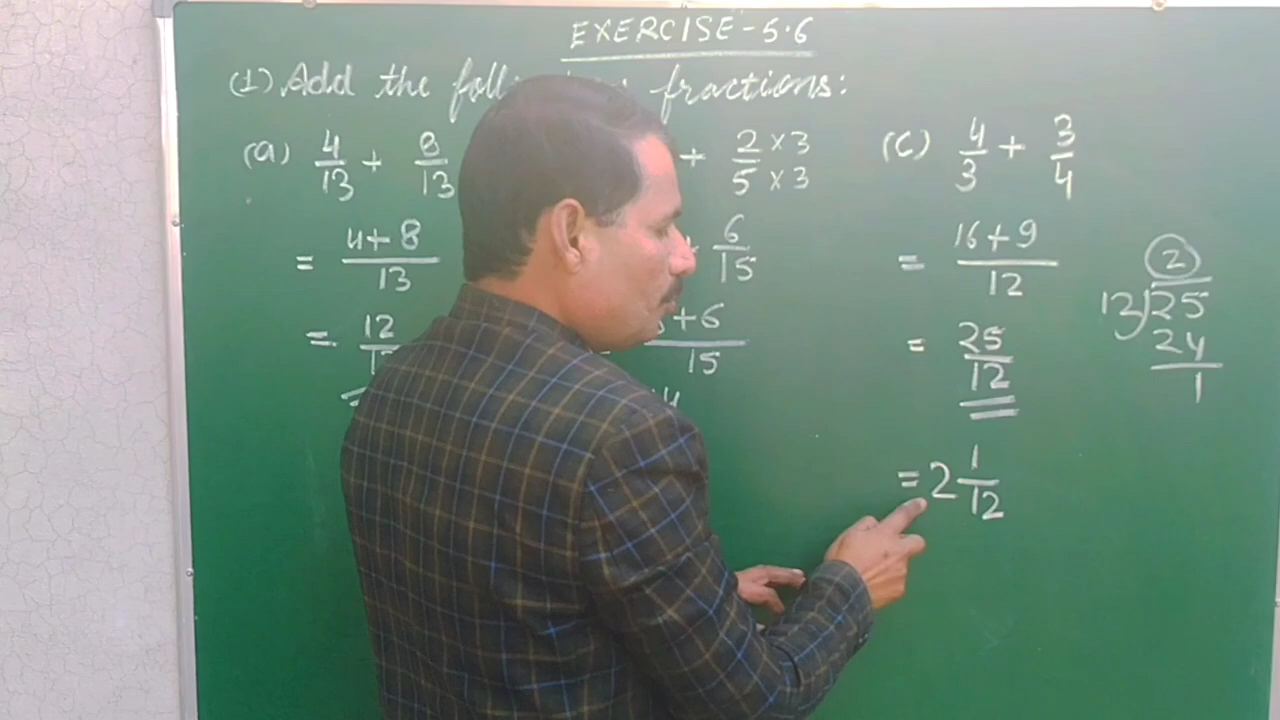 EXERCISE-5.6
(1) Add the fractions:
(a) 4/13 + 8/13
= 4+8/13
= 12
+ 2×3/5×3
6/15
+6/15
(c) 4/3 + 3/4
= 16+9/12
= 25/12
= 2 1/12
2
12)25
24
1